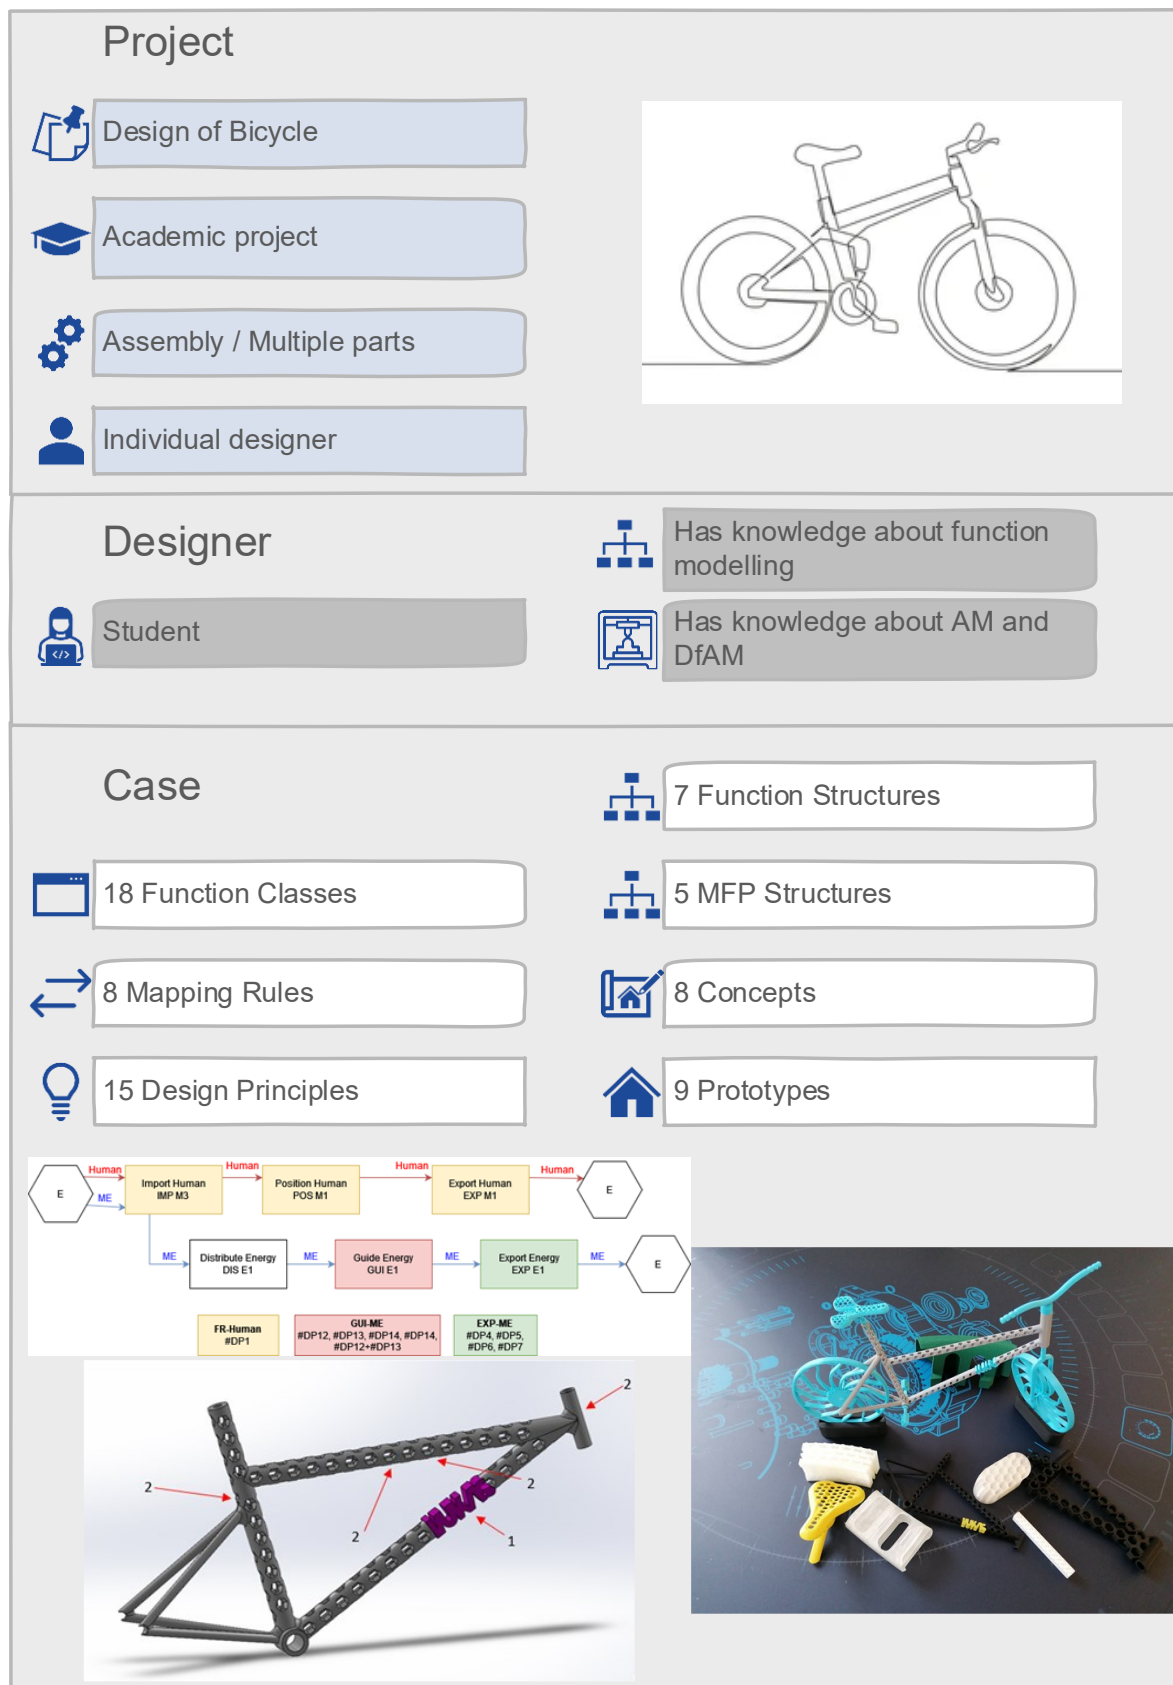 Project
Design of Bicycle
Academic project
Assembly / Multiple parts
Individual designer
Designer
Student
Has knowledge about function
modelling
Has knowledge about AM and
DfAM
Case
7 Function Structures
18 Function Classes
5 MFP Structures
8 Mapping Rules
8 Concepts
15 Design Principles
9 Prototypes
E
Human
ME
Import Human
IMP M3
Human
Position Human
POS M1
Human
Export Human
EXP M1
Human
E
ME
Distribute Energy
DIS E1
ME
Guide Energy
GUI E1
ME
Export Energy
EXP E1
ME
E
FR-Human
#DP1
GUI-ME
#DP12, #DP13, #DP14, #DP14,
#DP12+#DP13
EXP-ME
#DP4, #DP5,
#DP6, #DP7
2
2
2
2
1